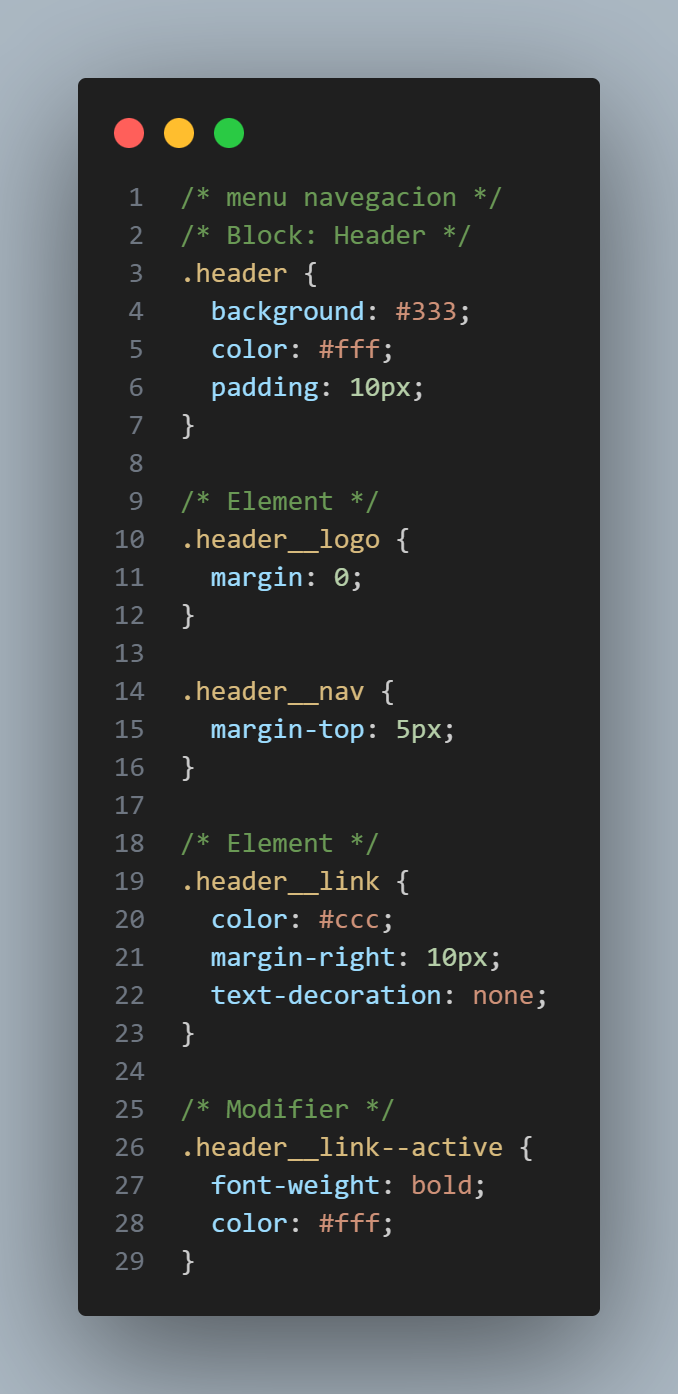 1 /* menu navegacion */
2 /* Block: Header */
3 .header {
4   background: #333;
5   color: #fff;
6   padding: 10px;
7 }
8
9 /* Element */
10 .header__logo {
11   margin: 0;
12 }
13
14 .header__nav {
15   margin-top: 5px;
16 }
17
18 /* Element */
19 .header__link {
20   color: #ccc;
21   margin-right: 10px;
22   text-decoration: none;
23 }
24
25 /* Modifier */
26 .header__link--active {
27   font-weight: bold;
28   color: #fff;
29 }